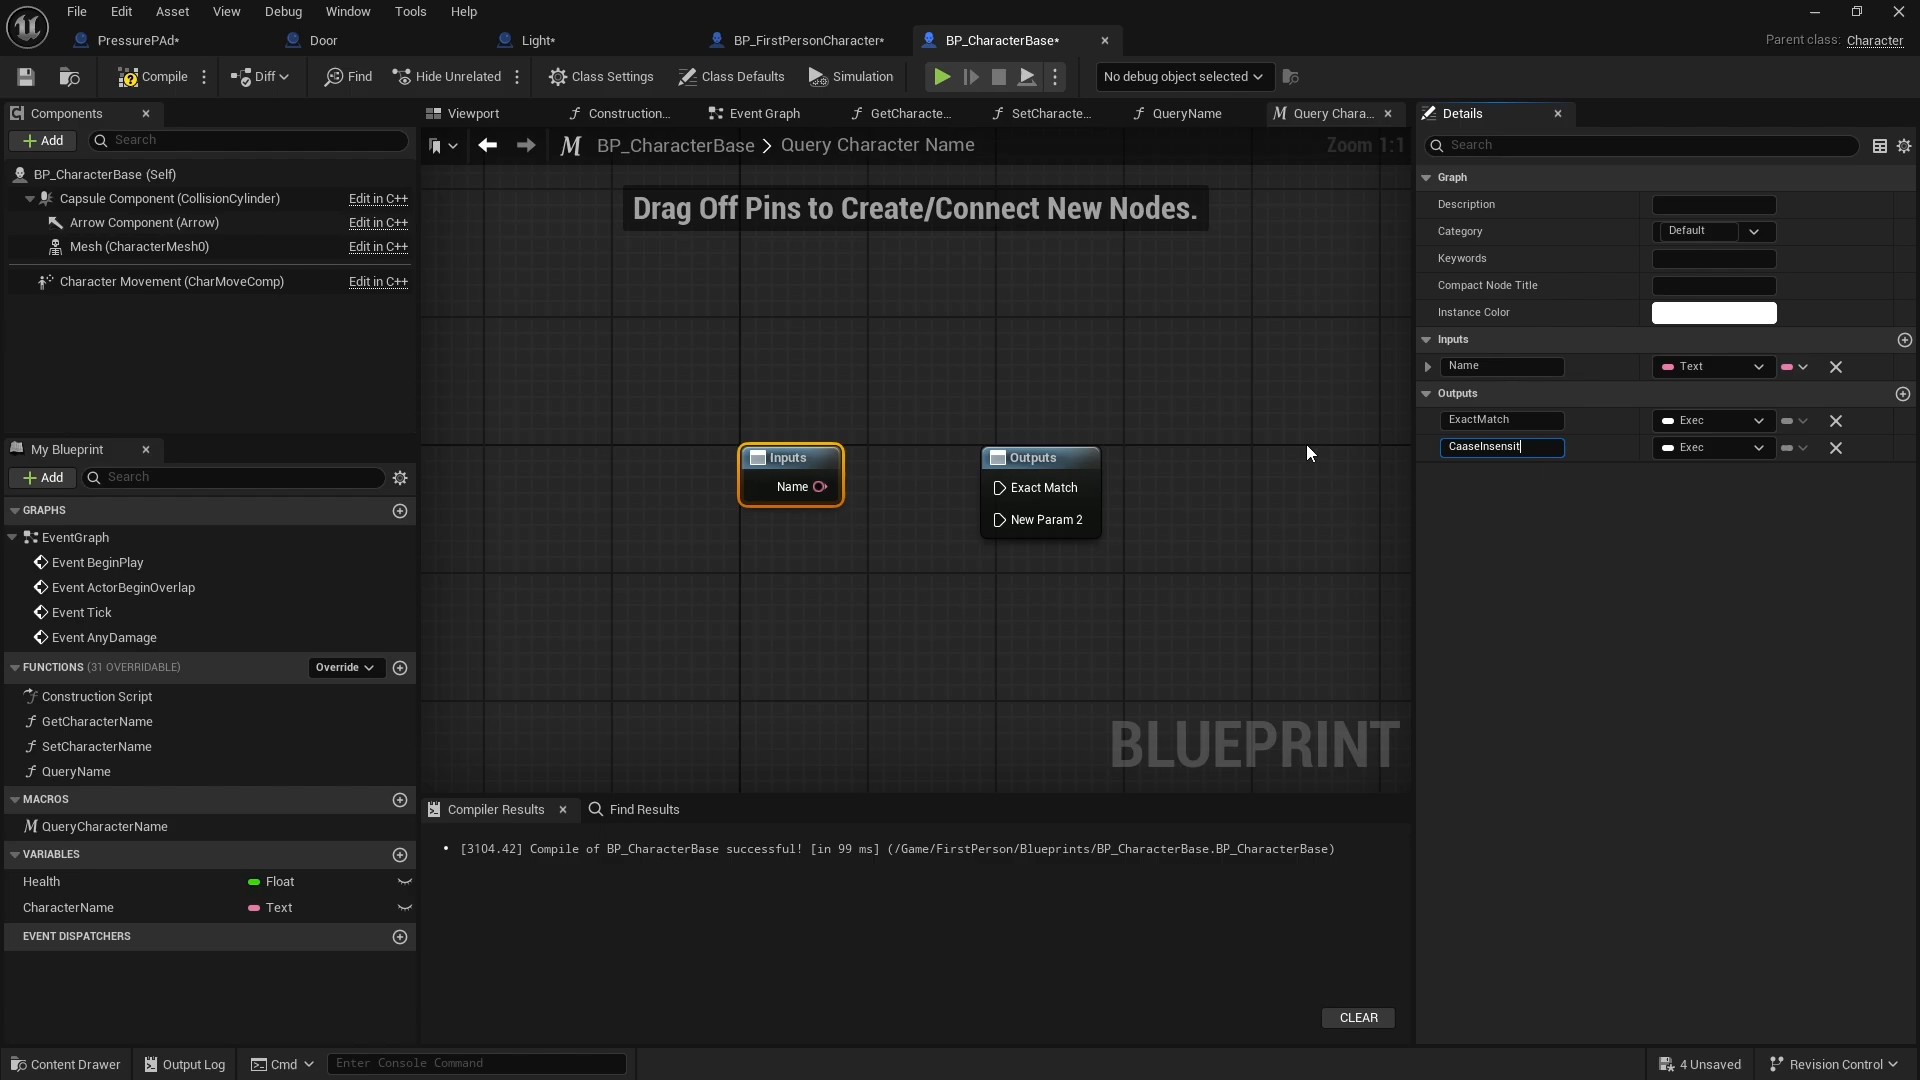 File Edit Asset View Debug Window Tools Help
PressurePAd* Door Light* BP_FirstPersonCharacter* BP_CharacterBase* Parent class: Character
Compile Diff Find Hide Unrelated Class Settings Class Defaults Simulation No debug object selected
Components Viewport Construction... Event Graph GetCharacte... SetCharacte... QueryName Query Chara... Details
Add Search BP_CharacterBase > Query Character Name Zoom 1:1 Search
BP_CharacterBase (Self)
Capsule Component (CollisionCylinder) Edit in C++
Arrow Component (Arrow) Edit in C++
Mesh (CharacterMesh0) Edit in C++
Character Movement (CharMoveComp) Edit in C++
Drag Off Pins to Create/Connect New Nodes.
Graph
Description
Category Default
Keywords
Compact Node Title
Instance Color
Inputs
Name Text
Outputs
ExactMatch Exec
CaaseInsensit Exec
Inputs
Name
Outputs
Exact Match
New Param 2
BLUEPRINT
My Blueprint
Add Search
GRAPHS
EventGraph
Event BeginPlay
Event ActorBeginOverlap
Event Tick
Event AnyDamage
FUNCTIONS (31 OVERRIDABLE) Override
Construction Script
GetCharacterName
SetCharacterName
QueryName
MACROS
QueryCharacterName
VARIABLES
Health Float
CharacterName Text
EVENT DISPATCHERS
Compiler Results Find Results
[3104.42] Compile of BP_CharacterBase successful! [in 99 ms] (/Game/FirstPerson/Blueprints/BP_CharacterBase.BP_CharacterBase)
CLEAR
Content Drawer Output Log Cmd Enter Console Command 4 Unsaved Revision Control